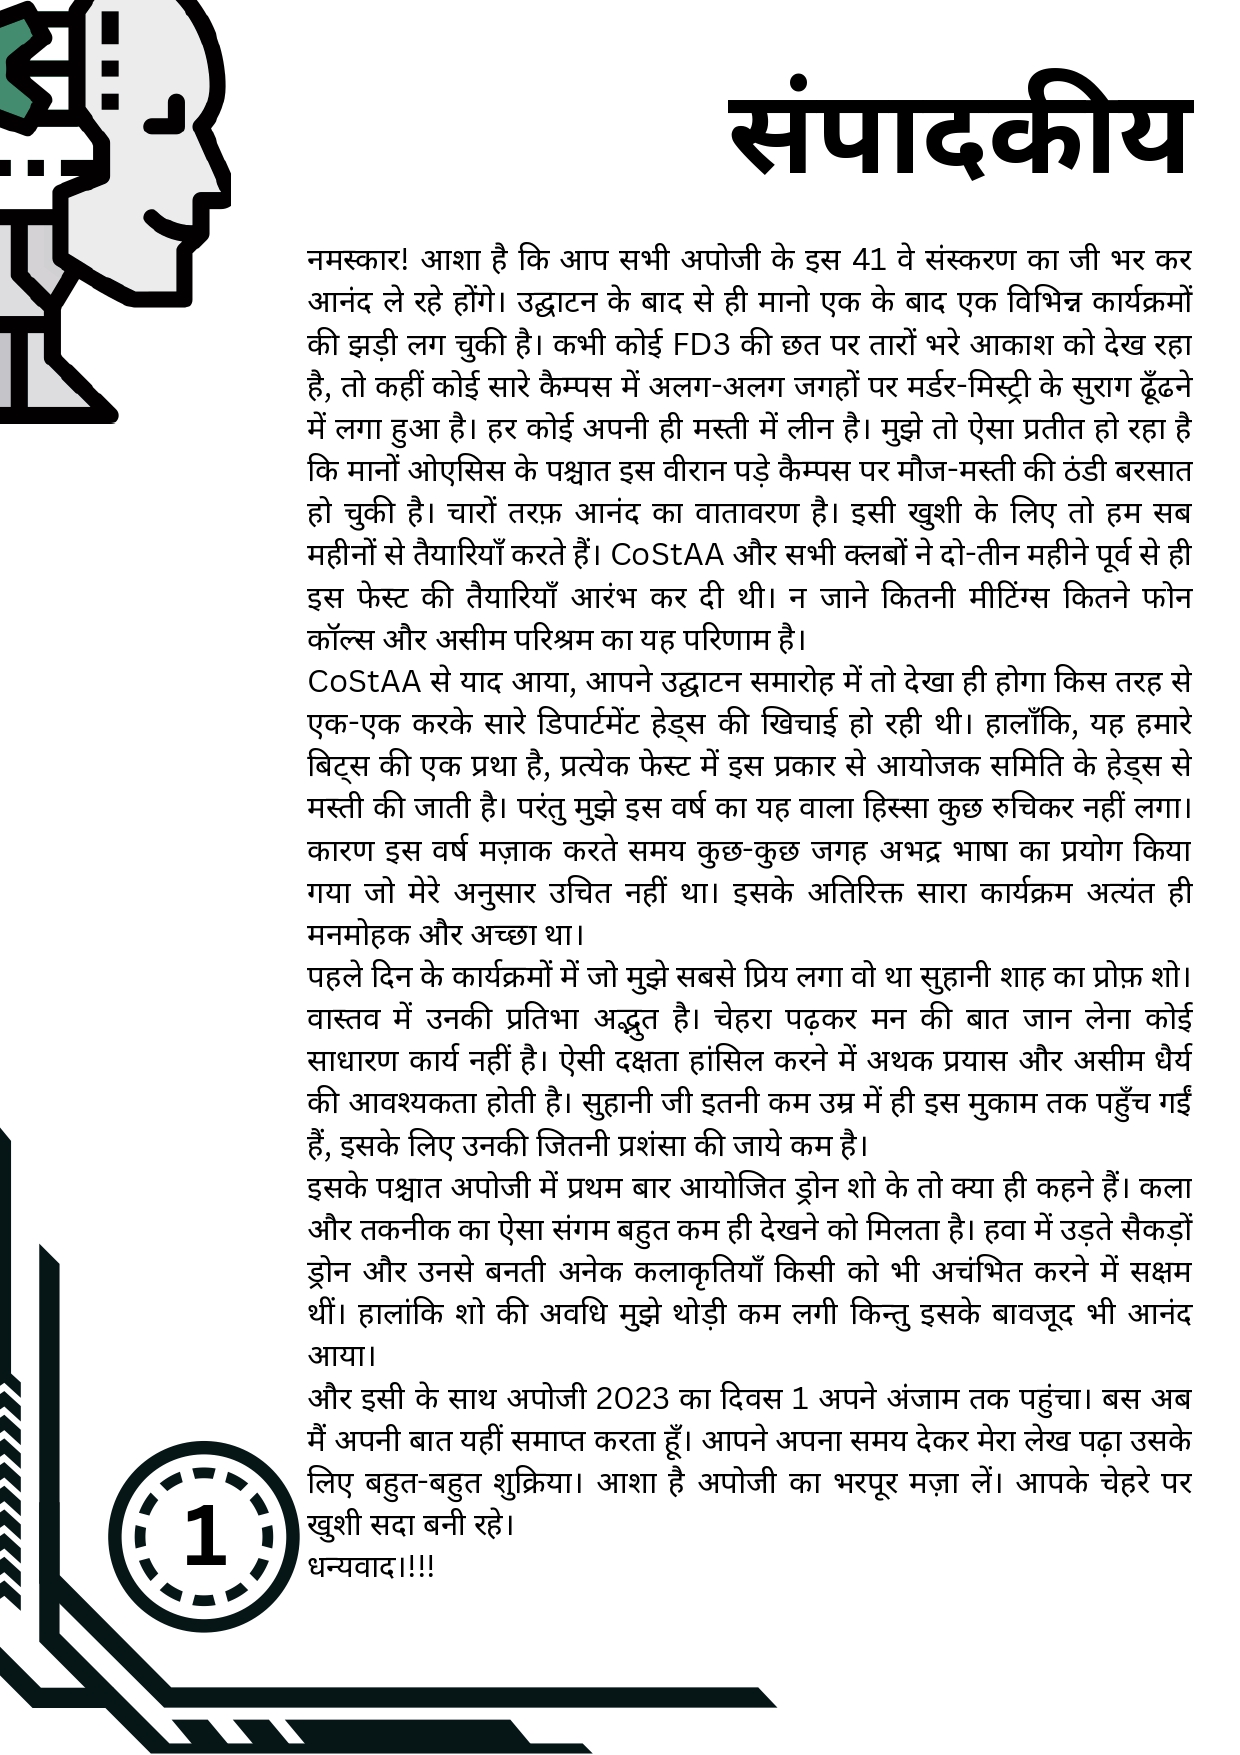 संपादकीय
नमस्कार! आशा है कि आप सभी अपोजी के इस 41 वे संस्करण का जी भर कर
आनंद ले रहे होंगे। उद्घाटन के बाद से ही मानो एक के बाद एक विभिन्न कार्यक्रमों
की झड़ी लग चुकी है। कभी कोई FD3 की छत पर तारों भरे आकाश को देख रहा
है, तो कहीं कोई सारे कैम्पस में अलग-अलग जगहों पर मर्डर-मिस्ट्री के सुराग ढूँढने
में लगा हुआ है। हर कोई अपनी ही मस्ती में लीन है। मुझे तो ऐसा प्रतीत हो रहा है
कि मानों ओएसिस के पश्चात इस वीरान पड़े कैम्पस पर मौज-मस्ती की ठंडी बरसात
हो चुकी है। चारों तरफ़ आनंद का वातावरण है। इसी खुशी के लिए तो हम सब
महीनों से तैयारियाँ करते हैं। CoStAA और सभी क्लबों ने दो-तीन महीने पूर्व से ही
इस फेस्ट की तैयारियाँ आरंभ कर दी थी। न जाने कितनी मीटिंग्स कितने फोन
कॉल्स और असीम परिश्रम का यह परिणाम है।
CoStAA से याद आया, आपने उद्घाटन समारोह में तो देखा ही होगा किस तरह से
एक-एक करके सारे डिपार्टमेंट हेड्स की खिचाई हो रही थी। हालाँकि, यह हमारे
बिट्स की एक प्रथा है, प्रत्येक फेस्ट में इस प्रकार से आयोजक समिति के हेड्स से
मस्ती की जाती है। परंतु मुझे इस वर्ष का यह वाला हिस्सा कुछ रुचिकर नहीं लगा।
कारण इस वर्ष मज़ाक करते समय कुछ-कुछ जगह अभद्र भाषा का प्रयोग किया
गया जो मेरे अनुसार उचित नहीं था। इसके अतिरिक्त सारा कार्यक्रम अत्यंत ही
मनमोहक और अच्छा था।
पहले दिन के कार्यक्रमों में जो मुझे सबसे प्रिय लगा वो था सुहानी शाह का प्रोफ़ शो।
वास्तव में उनकी प्रतिभा अद्भुत है। चेहरा पढ़कर मन की बात जान लेना कोई
साधारण कार्य नहीं है। ऐसी दक्षता हांसिल करने में अथक प्रयास और असीम धैर्य
की आवश्यकता होती है। सुहानी जी इतनी कम उम्र में ही इस मुकाम तक पहुँच गईं
हैं, इसके लिए उनकी जितनी प्रशंसा की जाये कम है।
इसके पश्चात अपोजी में प्रथम बार आयोजित ड्रोन शो के तो क्या ही कहने हैं। कला
और तकनीक का ऐसा संगम बहुत कम ही देखने को मिलता है। हवा में उड़ते सैकड़ों
ड्रोन और उनसे बनती अनेक कलाकृतियाँ किसी को भी अचंभित करने में सक्षम
थीं। हालांकि शो की अवधि मुझे थोड़ी कम लगी किन्तु इसके बावजूद भी आनंद
आया।
और इसी के साथ अपोजी 2023 का दिवस 1 अपने अंजाम तक पहुंचा। बस अब
मैं अपनी बात यहीं समाप्त करता हूँ। आपने अपना समय देकर मेरा लेख पढ़ा उसके
लिए बहुत-बहुत शुक्रिया। आशा है अपोजी का भरपूर मज़ा लें। आपके चेहरे पर
खुशी सदा बनी रहे।
धन्यवाद।!!!
1